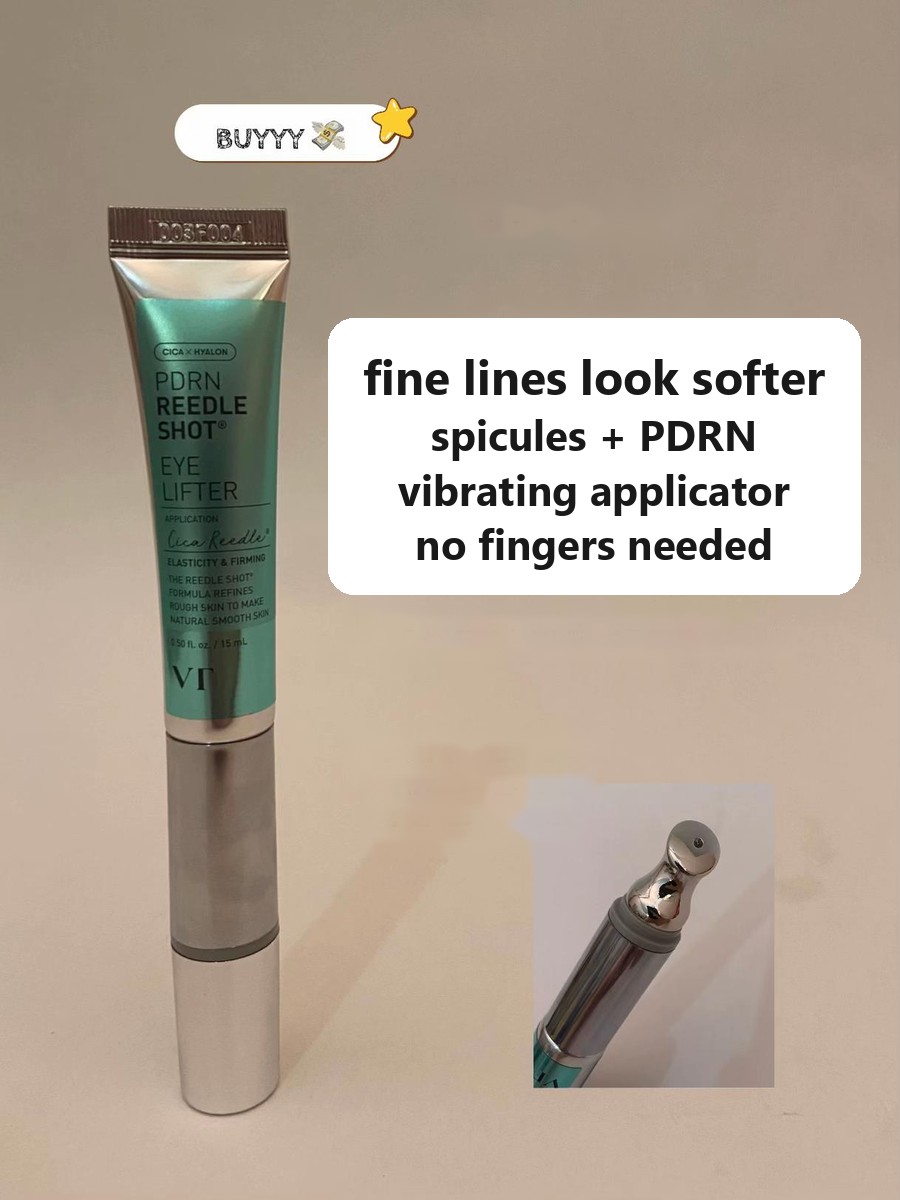 BUYYY
003F004
CICA × HYALON
PDRN
REEDLE
SHOT®
EYE
LIFTER
APPLICATION
Cica Reedle®
ELASTICITY & FIRMING
THE REEDLE SHOT®
FORMULA REFINES
ROUGH SKIN TO MAKE
NATURAL SMOOTH SKIN
0.50 fl. oz. / 15 mL
VT
fine lines look softer
spicules + PDRN
vibrating applicator
no fingers needed